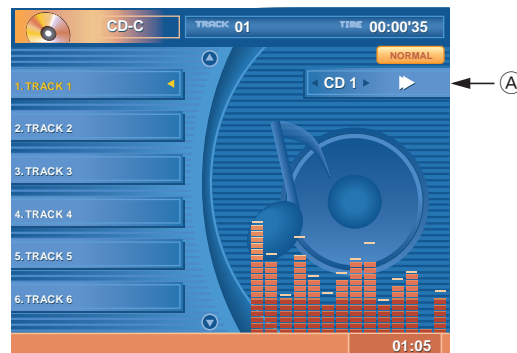 CD-C TRACK 01 TIME 00:00'35
NORMAL
CD 1
A
1. TRACK 1
2. TRACK 2
3. TRACK 3
4. TRACK 4
5. TRACK 5
6. TRACK 6
01:05